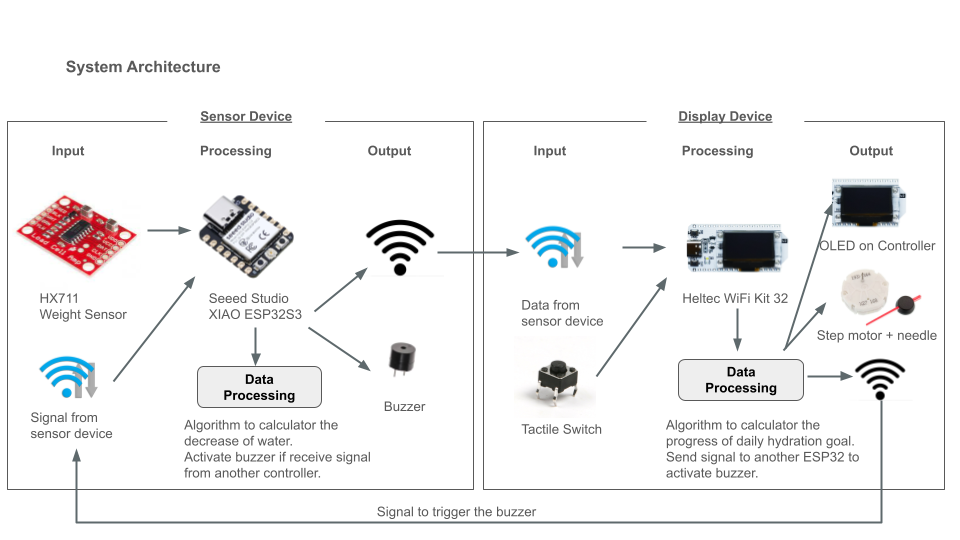 System Architecture
Sensor Device
Input
Processing
Output
HX711
Weight Sensor
seeed studio
Seeed Studio
XIAO ESP32S3
Signal from
sensor device
Data
Processing
Buzzer
Algorithm to calculator the
decrease of water.
Activate buzzer if receive signal
from another controller.
Display Device
Input
Processing
Output
Data from
sensor device
Tactile Switch
Heltec WiFi Kit 32
Data
Processing
Algorithm to calculator the
progress of daily hydration goal.
Send signal to another ESP32 to
activate buzzer.
OLED on Controller
Step motor + needle
Signal to trigger the buzzer